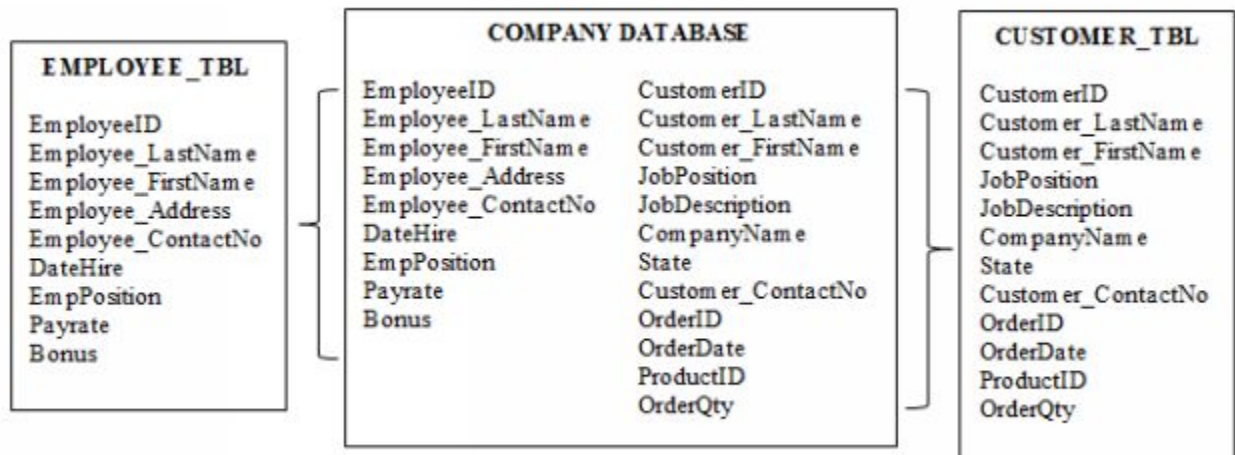 EMPLOYEE_TBL
EmployeeID
Employee_LastName
Employee_FirstName
Employee_Address
Employee_ContactNo
DateHire
EmpPosition
Payrate
Bonus
COMPANY DATABASE
EmployeeID
Employee_LastName
Employee_FirstName
Employee_Address
Employee_ContactNo
DateHire
EmpPosition
Payrate
Bonus
CustomerID
Customer_LastName
Customer_FirstName
JobPosition
JobDescription
CompanyName
State
Customer_ContactNo
OrderID
OrderDate
ProductID
OrderQty
CUSTOMER_TBL
CustomerID
Customer_LastName
Customer_FirstName
JobPosition
JobDescription
CompanyName
State
Customer_ContactNo
OrderID
OrderDate
ProductID
OrderQty